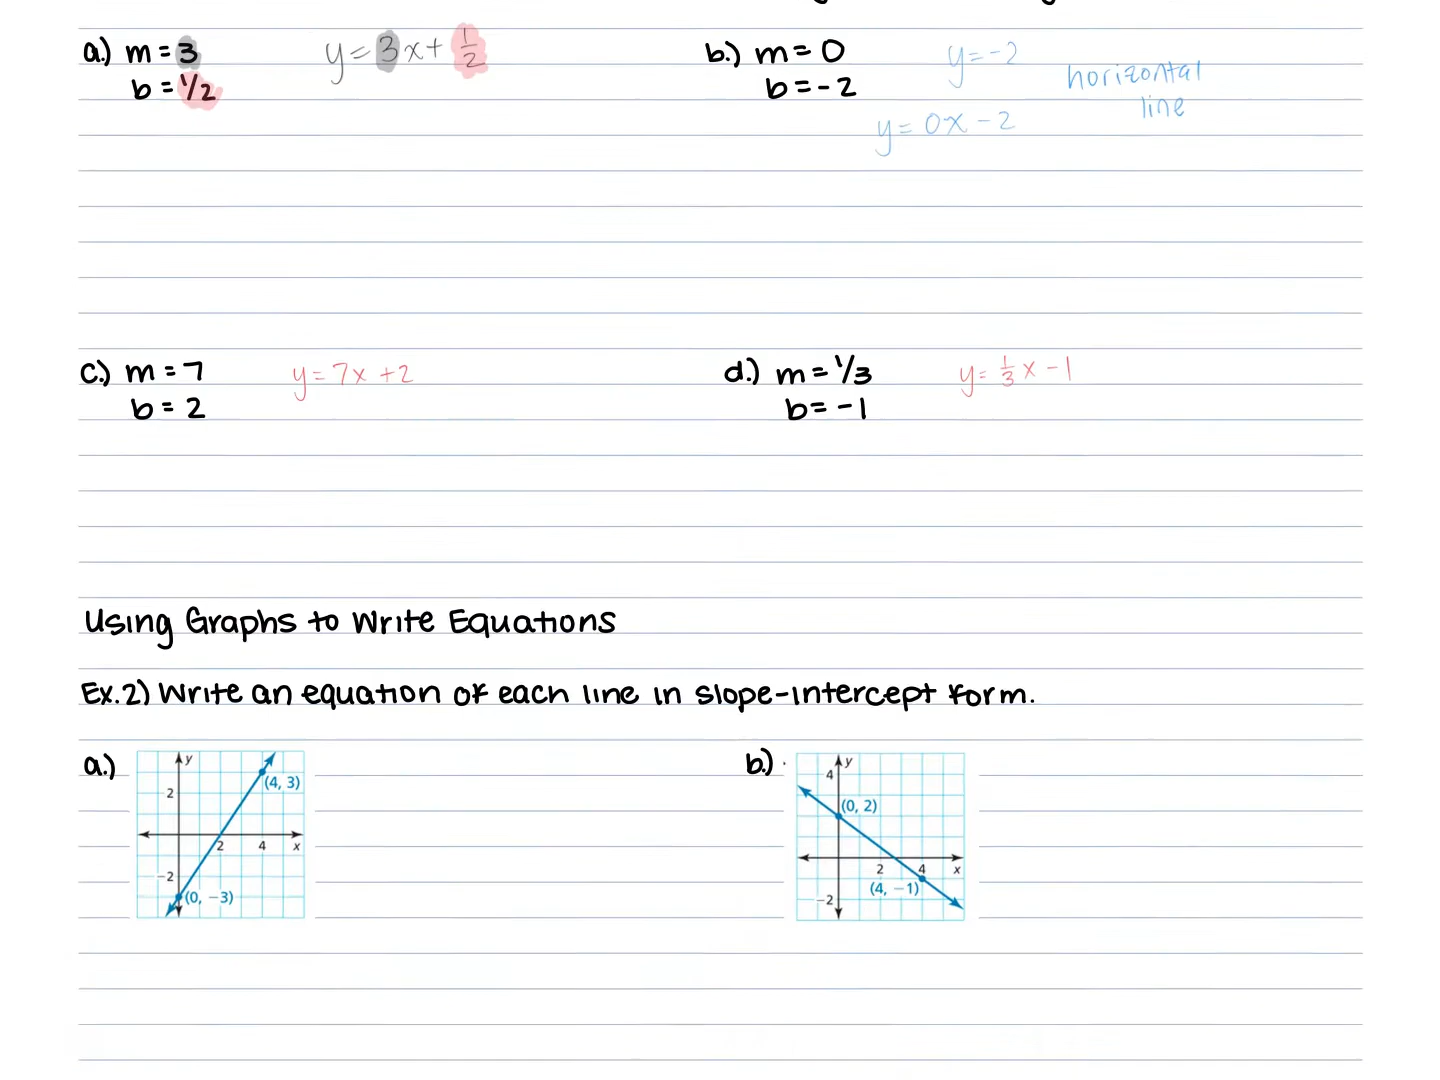 a.) m = 3 y = 3x + 1/2
b = 1/2
b.) m = 0 y = -2
b = -2 horizontal line
y = 0x - 2
c.) m = 7 y = 7x + 2
b = 2
d.) m = 1/3 y = 1/3 x - 1
b = -1
Using Graphs to Write Equations
Ex. 2) Write an equation of each line in slope-intercept form.
a.)
y
(4, 3)
2
2 4 x
-2
(0, -3)
b.)
y
4
(0, 2)
2 4 x
(4, -1)
-2